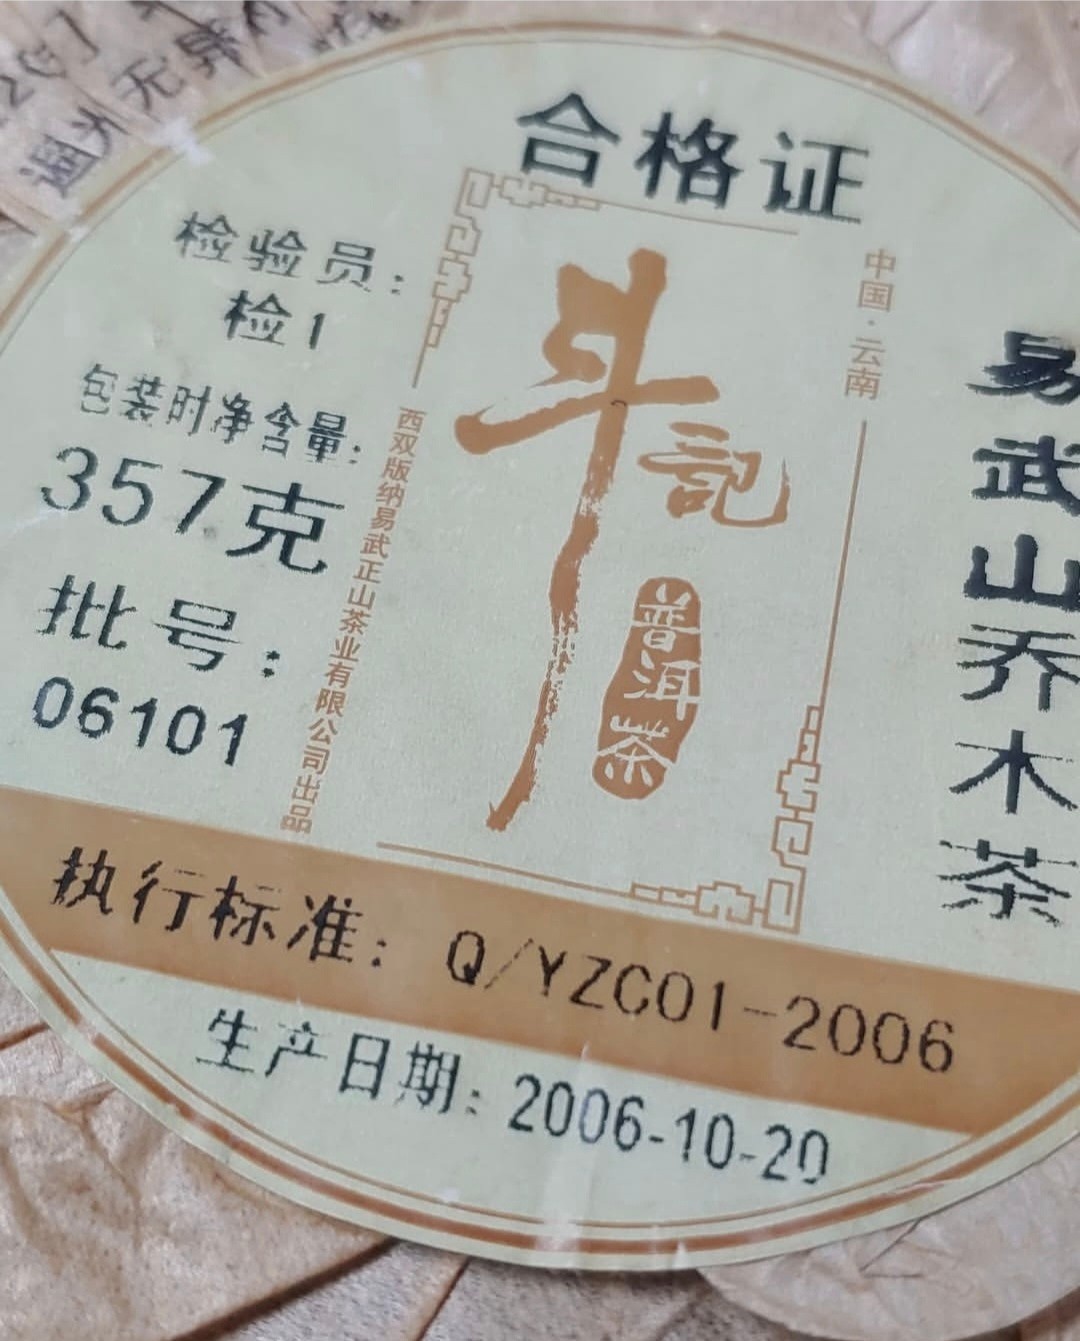 合格证
检验员：
检1
包装时净含量：
357克
批号：
06101
斗記
普洱茶
中国·云南
西双版纳易武正山茶业有限公司出品
易武山乔木茶
执行标准：Q/YZC01-2006
生产日期：2006-10-20